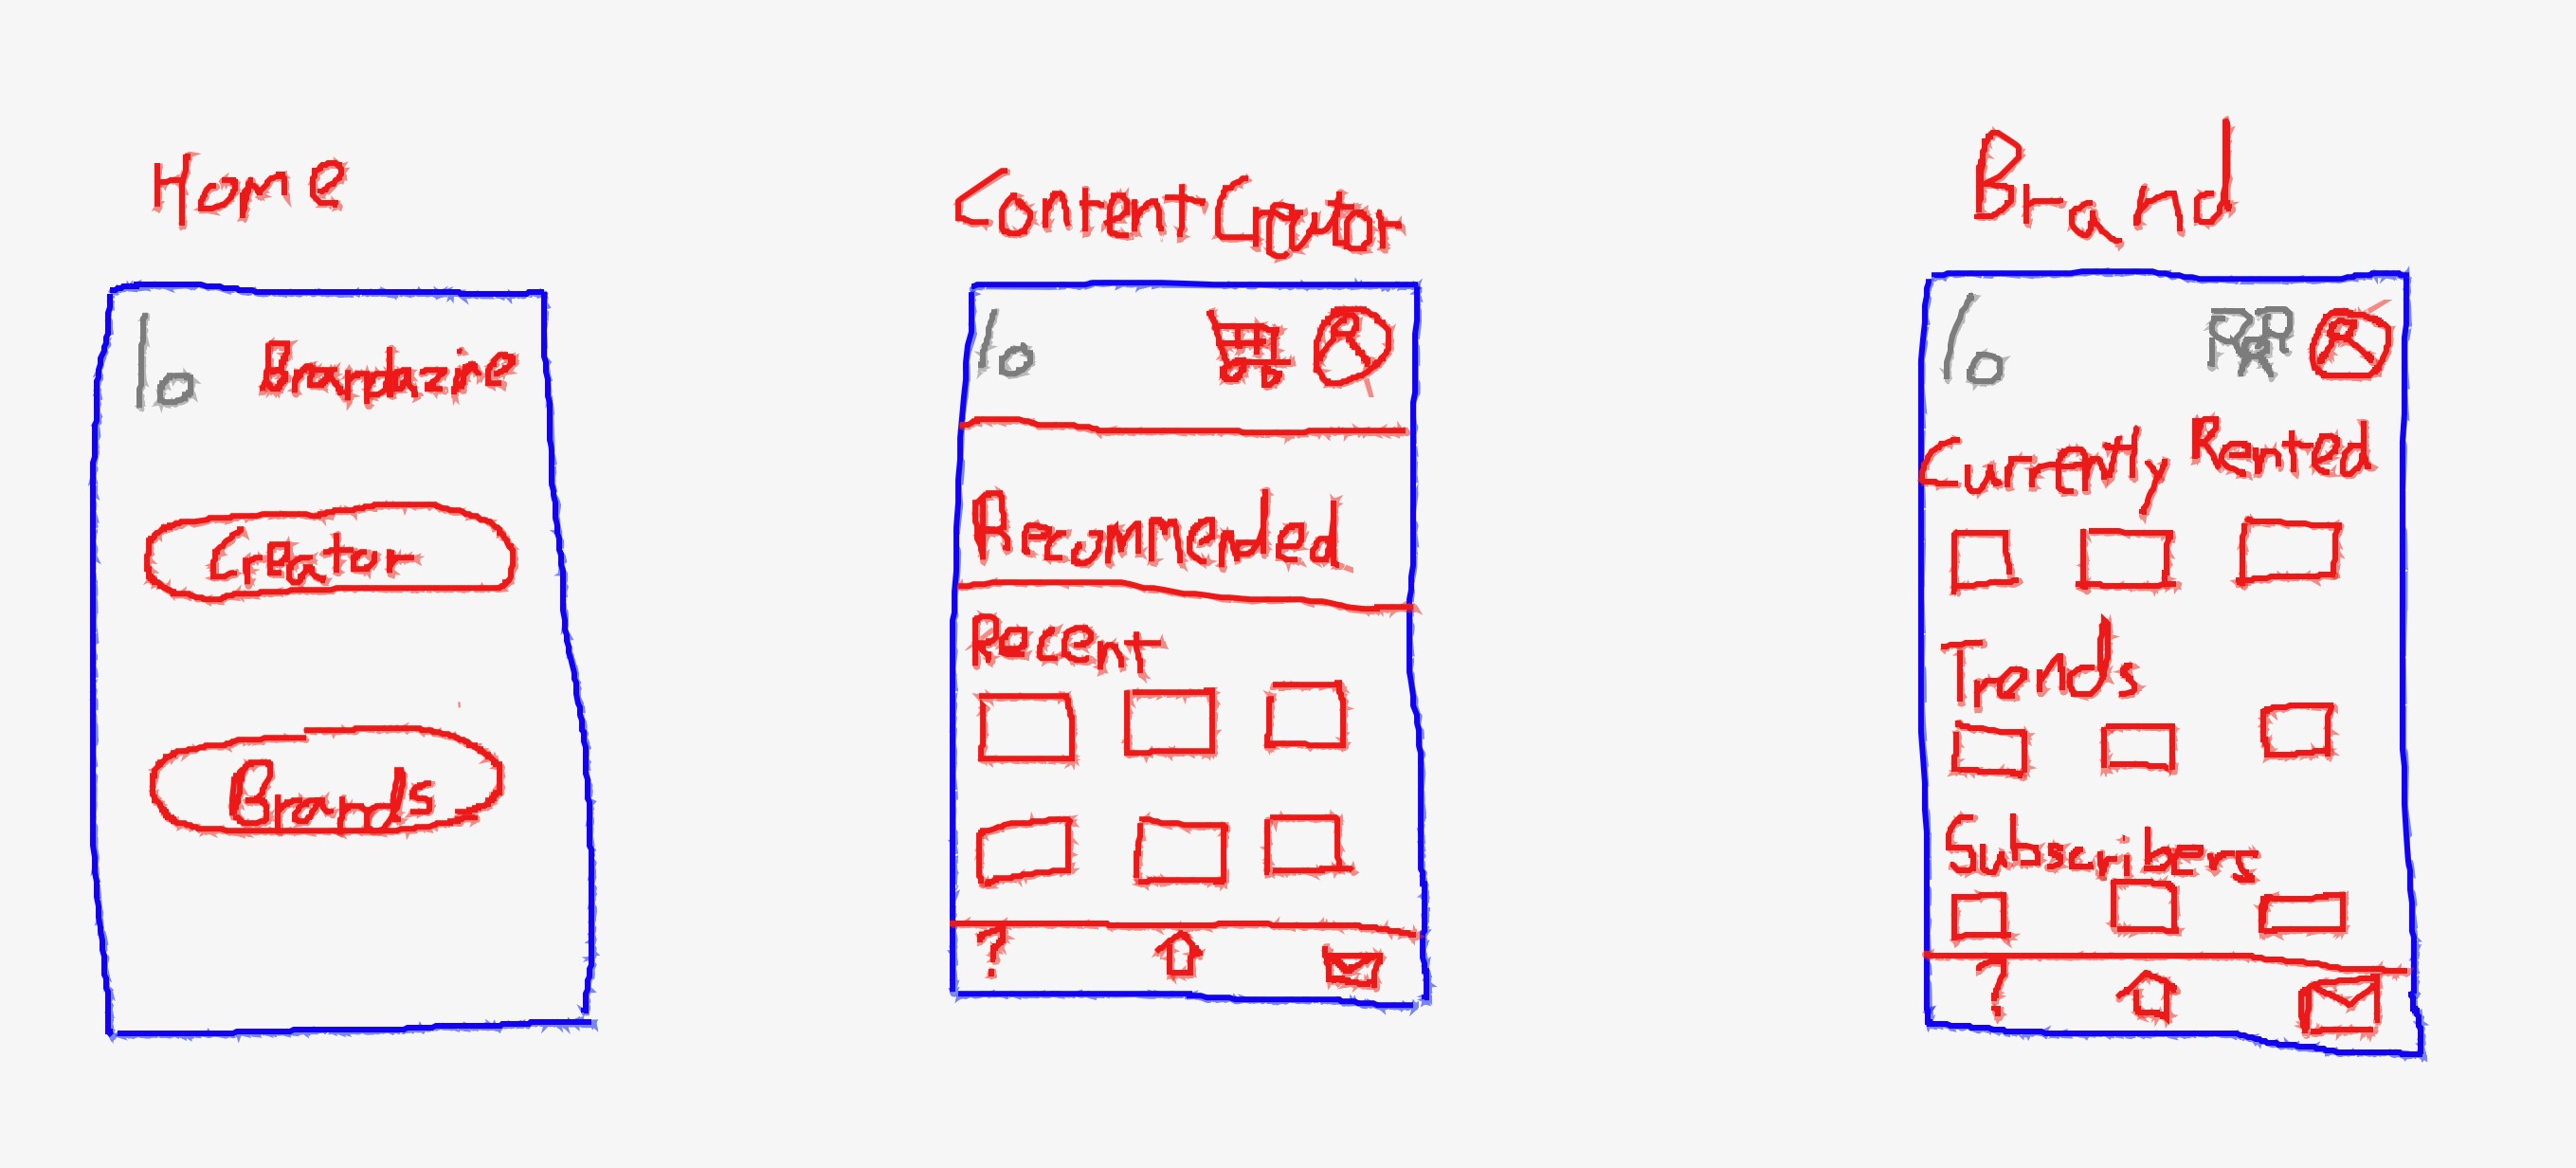 Home
lo Brandazine
Creator
Brands
Content Creator
lo
Recommended
Recent
?
Brand
lo
Currently Rented
Trends
Subscribers
?